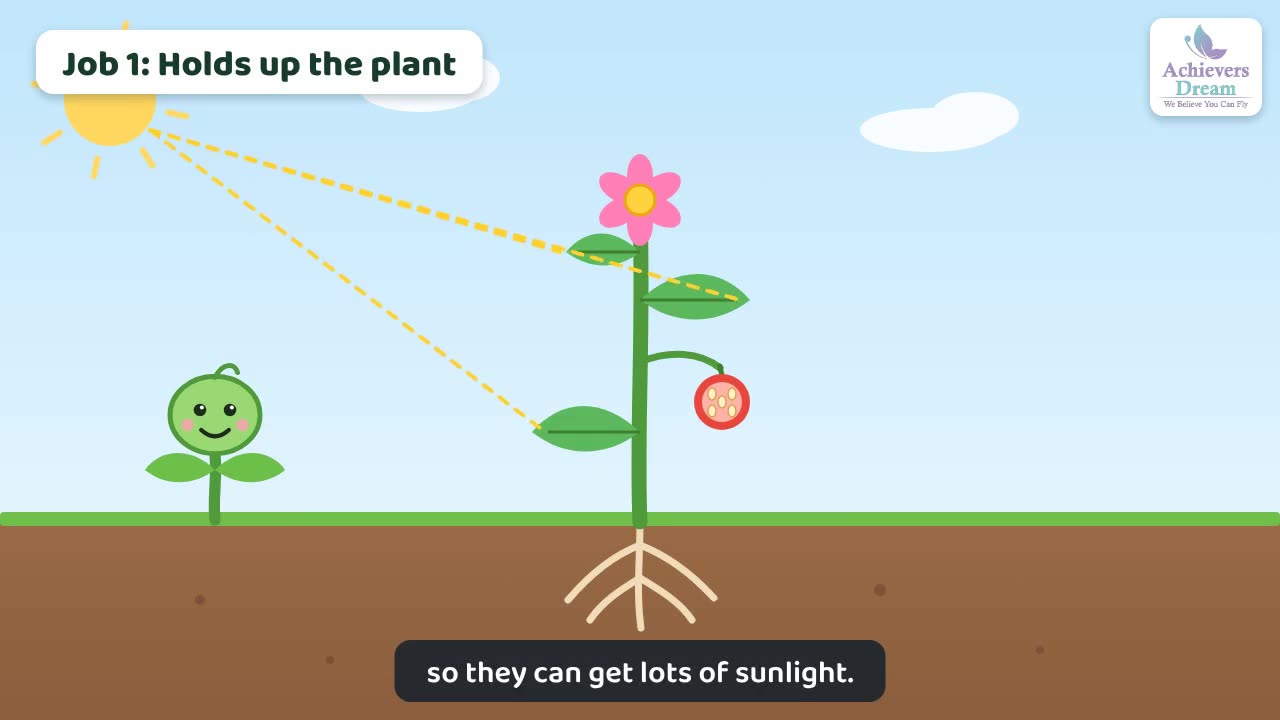 Job 1: Holds up the plant
Achievers
Dream
We Believe You Can Fly
so they can get lots of sunlight.